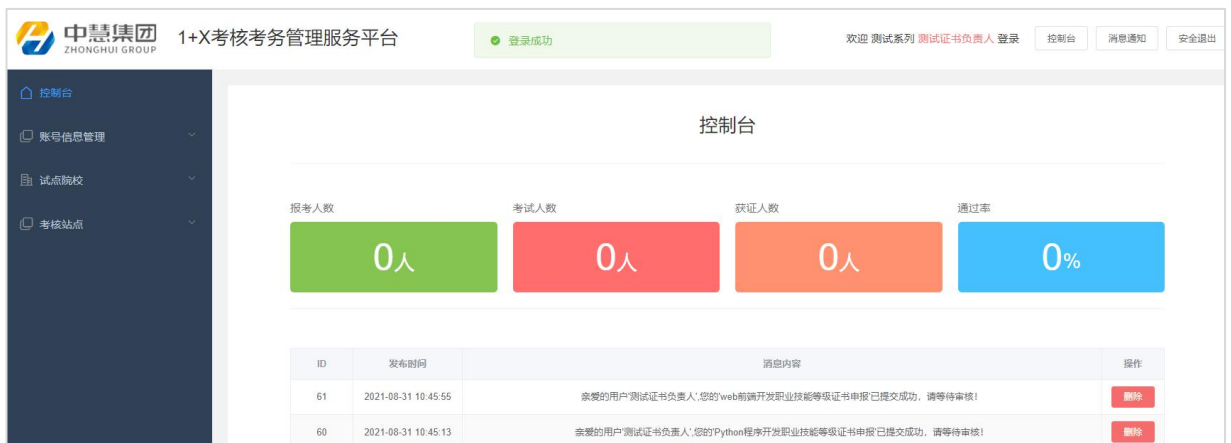 中慧集团
ZHONGHUI GROUP
1+X考核考务管理服务平台
登录成功
欢迎 测试系列 测试证书负责人 登录
控制台
消息通知
安全退出
控制台
账号信息管理
试点院校
考核站点
控制台
报考人数 考试人数 获证人数 通过率
0人 0人 0人 0%
ID 发布时间 消息内容 操作
61 2021-08-31 10:45:55 亲爱的用户'测试证书负责人',您的'web前端开发职业技能等级证书申报'已提交成功，请等待审核！ 删除
60 2021-08-31 10:45:13 亲爱的用户'测试证书负责人',您的'Python程序开发职业技能等级证书申报'已提交成功，请等待审核！ 删除